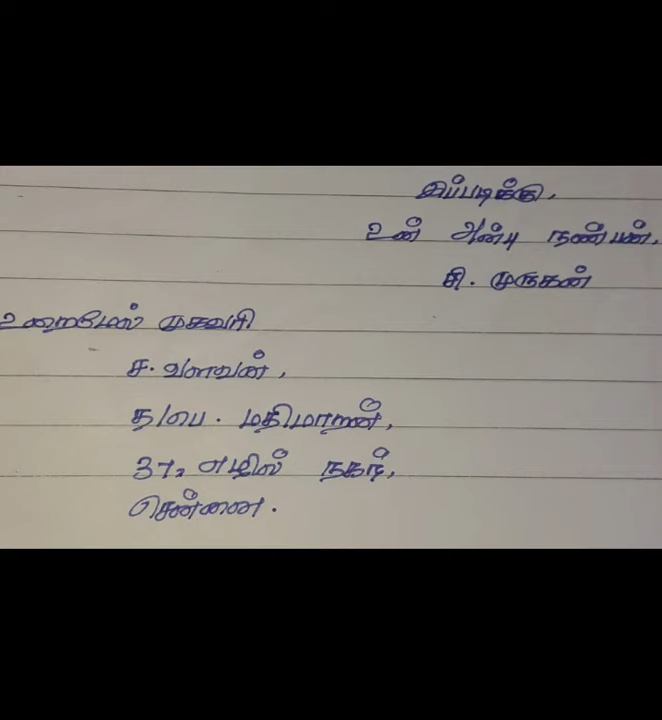 இப்படிக்கு,
உன் அன்பு நண்பன்,
சி. முருகன்
உறைமேல் முகவரி
ச. வளவன்,
த/பெ. மதிமாறன்,
37, எழில் நகர்,
சென்னை.